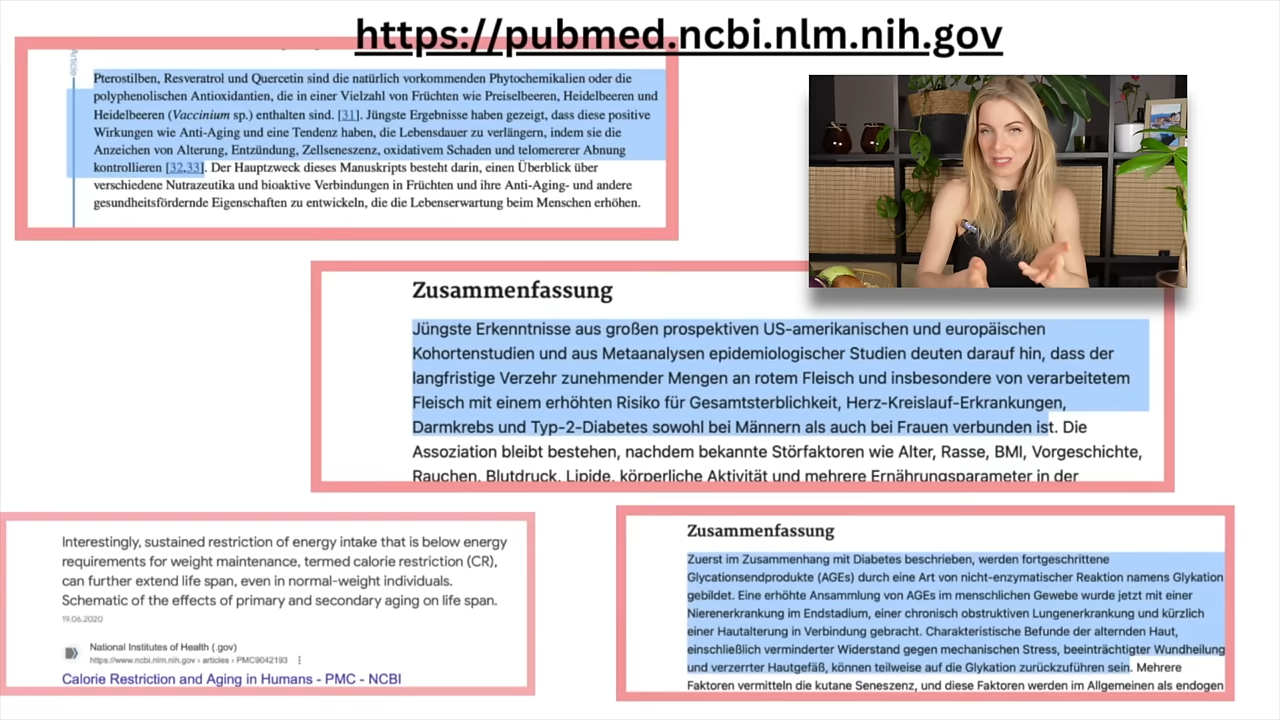 https://pubmed.ncbi.nlm.nih.gov
Article
Pterostilben, Resveratrol und Quercetin sind die natürlich vorkommenden Phytochemikalien oder die
polyphenolischen Antioxidantien, die in einer Vielzahl von Früchten wie Preiselbeeren, Heidelbeeren und
Heidelbeeren (Vaccinium sp.) enthalten sind. [31]. Jüngste Ergebnisse haben gezeigt, dass diese positive
Wirkungen wie Anti-Aging und eine Tendenz haben, die Lebensdauer zu verlängern, indem sie die
Anzeichen von Alterung, Entzündung, Zellseneszenz, oxidativem Schaden und telomererer Abnung
kontrollieren [32,33]. Der Hauptzweck dieses Manuskripts besteht darin, einen Überblick über
verschiedene Nutrazeutika und bioaktive Verbindungen in Früchten und ihre Anti-Aging- und andere
gesundheitsfördernde Eigenschaften zu entwickeln, die die Lebenserwartung beim Menschen erhöhen.
Zusammenfassung
Jüngste Erkenntnisse aus großen prospektiven US-amerikanischen und europäischen
Kohortenstudien und aus Metaanalysen epidemiologischer Studien deuten darauf hin, dass der
langfristige Verzehr zunehmender Mengen an rotem Fleisch und insbesondere von verarbeitetem
Fleisch mit einem erhöhten Risiko für Gesamtsterblichkeit, Herz-Kreislauf-Erkrankungen,
Darmkrebs und Typ-2-Diabetes sowohl bei Männern als auch bei Frauen verbunden ist. Die
Assoziation bleibt bestehen, nachdem bekannte Störfaktoren wie Alter, Rasse, BMI, Vorgeschichte,
Rauchen, Blutdruck, Lipide, körperliche Aktivität und mehrere Ernährungsparameter in der
Interestingly, sustained restriction of energy intake that is below energy
requirements for weight maintenance, termed calorie restriction (CR),
can further extend life span, even in normal-weight individuals.
Schematic of the effects of primary and secondary aging on life span.
19.06.2020
National Institutes of Health (.gov)
https://www.ncbi.nlm.nih.gov › articles › PMC9042193
Calorie Restriction and Aging in Humans - PMC - NCBI
Zusammenfassung
Zuerst im Zusammenhang mit Diabetes beschrieben, werden fortgeschrittene
Glycationsendprodukte (AGEs) durch eine Art von nicht-enzymatischer Reaktion namens Glykation
gebildet. Eine erhöhte Ansammlung von AGEs im menschlichen Gewebe wurde jetzt mit einer
Nierenerkrankung im Endstadium, einer chronisch obstruktiven Lungenerkrankung und kürzlich
einer Hautalterung in Verbindung gebracht. Charakteristische Befunde der alternden Haut,
einschließlich verminderter Widerstand gegen mechanischen Stress, beeinträchtigter Wundheilung
und verzerrter Hautgefäß, können teilweise auf die Glykation zurückzuführen sein. Mehrere
Faktoren vermitteln die kutane Seneszenz, und diese Faktoren werden im Allgemeinen als endogen